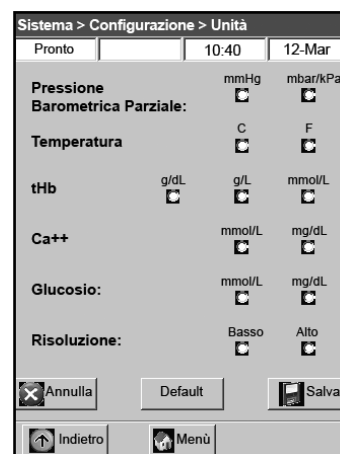 Sistema > Configurazione > Unità
Pronto 10:40 12-Mar
mmHg mbar/kPa
Pressione
Barometrica Parziale:
C F
Temperatura
g/dL g/L mmol/L
tHb
mmol/L mg/dL
Ca++
mmol/L mg/dL
Glucosio:
Basso Alto
Risoluzione:
Annulla Default Salva
Indietro Menù